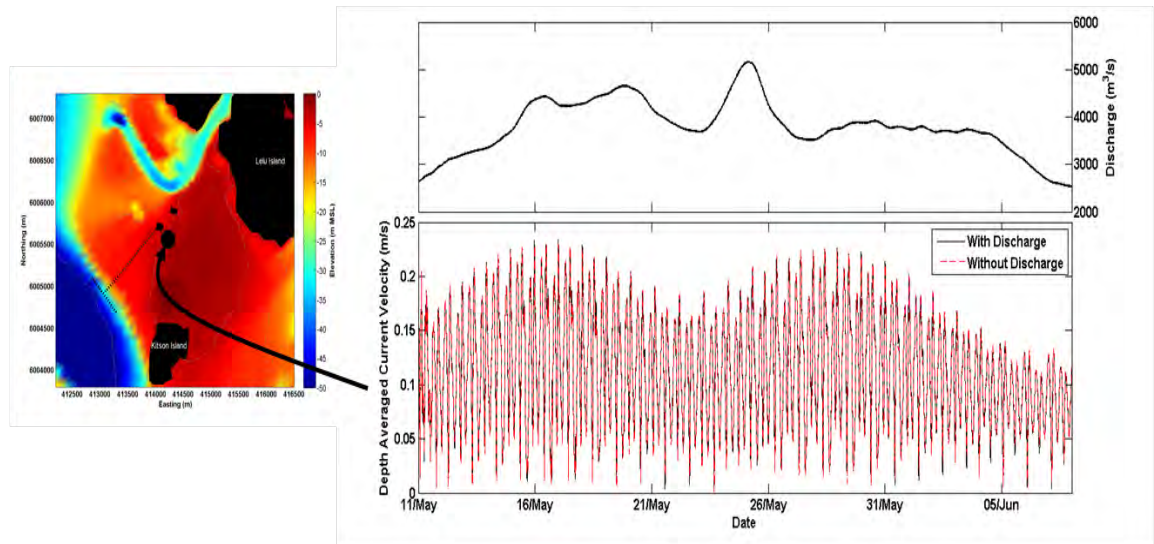 6007000
6006500
6006000
6005500
6005000
6004500
6004000
Northing (m)
Lelu Island
Kitson Island
412500 413000 413500 414000 414500 415000 415500 416000 416500
Easting (m)
0
-5
-10
-15
-20
-25
-30
-35
-40
-45
-50
Elevation (m MSL)
6000
5000
4000
3000
2000
Discharge (m³/s)
0.25
0.2
0.15
0.1
0.05
0
Depth Averaged Current Velocity (m/s)
With Discharge
Without Discharge
11/May 16/May 21/May 26/May 31/May 05/Jun
Date